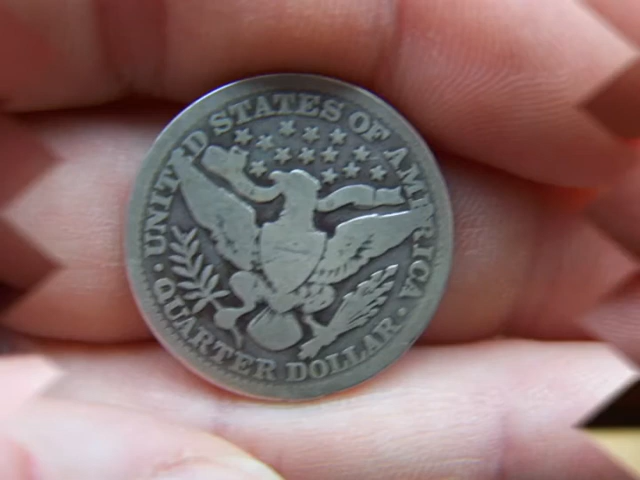 UNITED STATES OF AMERICA
· QUARTER DOLLAR ·